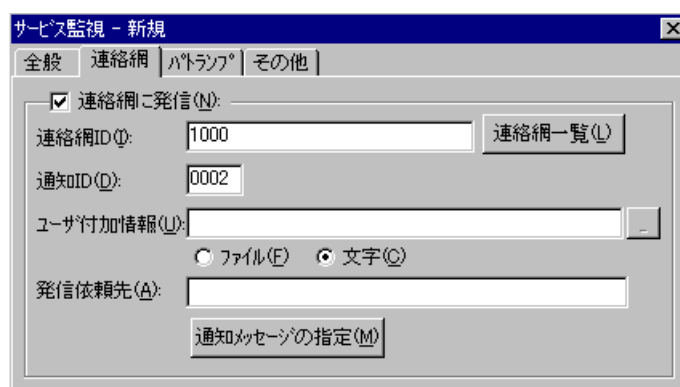 サービス監視 - 新規
全般 連絡網 パトランプ その他
連絡網に発信(N):
連絡網ID(I): 1000 連絡網一覧(L)
通知ID(D): 0002
ユーザ付加情報(U): _
ファイル(F) 文字(C)
発信依頼先(A):
通知メッセージの指定(M)